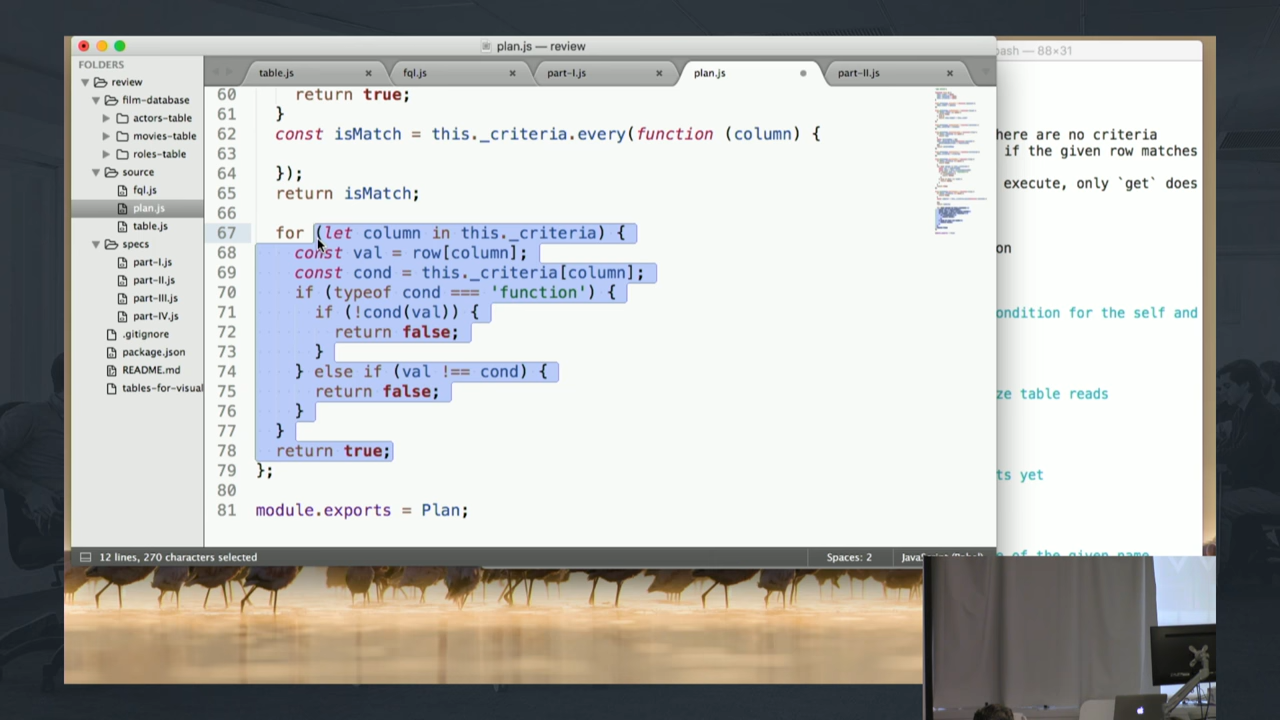 plan.js — review
bash — 88×31
FOLDERS
review
film-database
actors-table
movies-table
roles-table
source
fql.js
plan.js
table.js
specs
part-I.js
part-II.js
part-III.js
part-IV.js
.gitignore
package.json
README.md
tables-for-visual
table.js
fql.js
part-I.js
plan.js
part-II.js
60 return true;
61 }
62 const isMatch = this._criteria.every(function (column) {
63
64 });
65 return isMatch;
66
67 for (let column in this._criteria) {
68 const val = row[column];
69 const cond = this._criteria[column];
70 if (typeof cond === 'function') {
71 if (!cond(val)) {
72 return false;
73 }
74 } else if (val !== cond) {
75 return false;
76 }
77 }
78 return true;
79 };
80
81 module.exports = Plan;
here are no criteria
if the given row matches
execute, only `get` does
on
ondition for the self and
ze table reads
ts yet
of the given name
12 lines, 270 characters selected
Spaces: 2